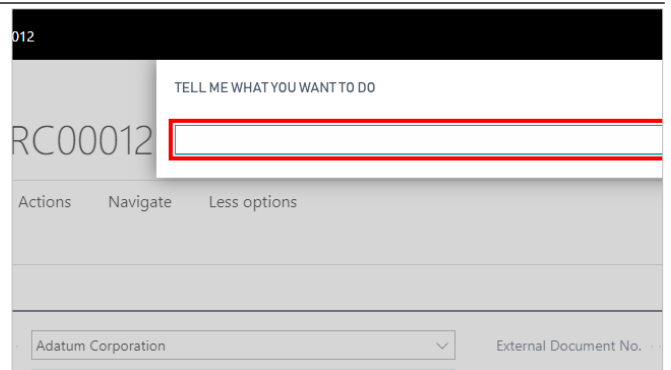 012
TELL ME WHAT YOU WANT TO DO
RC00012
Actions Navigate Less options
Adatum Corporation External Document No.